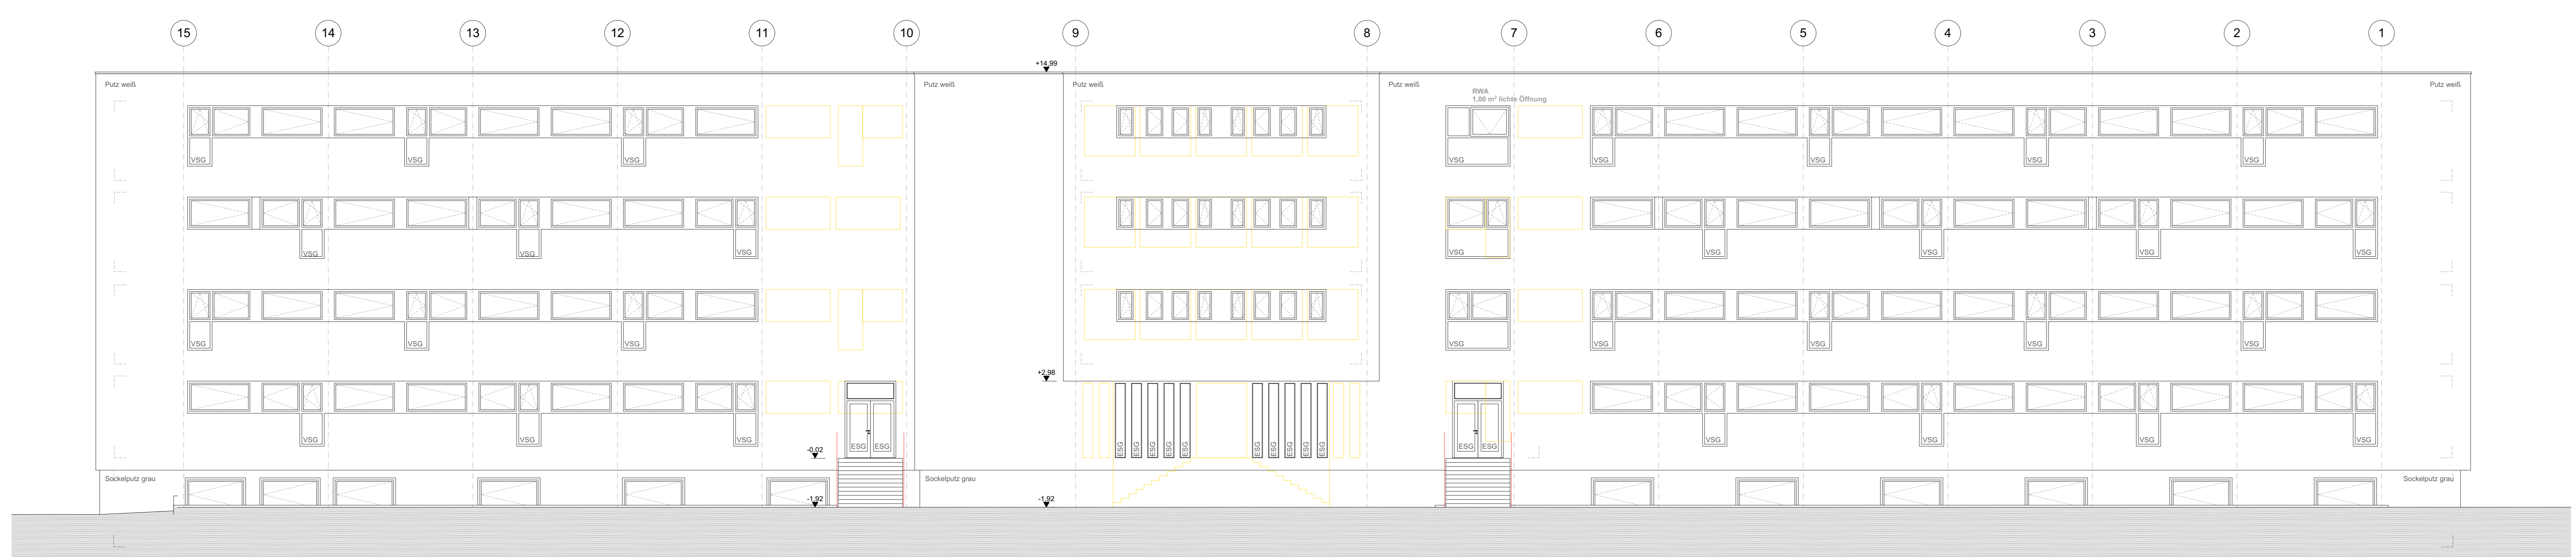 15 14 13 12 11 10 9 8 7 6 5 4 3 2 1
+14,99
Putz weiß Putz weiß Putz weiß Putz weiß Putz weiß
RWA
1,00 m² lichte Öffnung
VSG VSG VSG VSG VSG VSG VSG VSG
VSG VSG VSG VSG VSG VSG VSG VSG
VSG VSG VSG VSG VSG VSG VSG VSG
+2,98
VSG VSG VSG ESG ESG ESG ESG ESG ESG ESG ESG ESG ESG ESG ESG ESG ESG VSG VSG VSG VSG
-0,02
Sockelputz grau Sockelputz grau Sockelputz grau
-1,92 -1,92